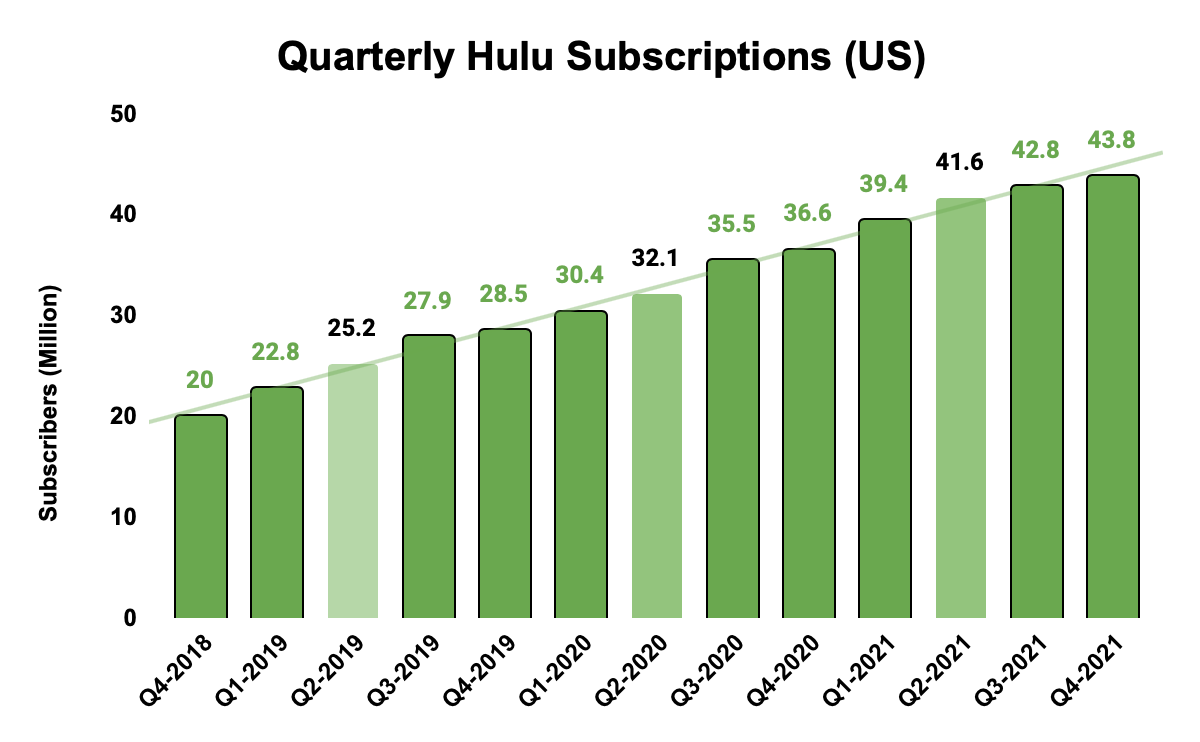 Quarterly Hulu Subscriptions (US)
Subscribers (Million)
50
40
30
20
10
0
20
22.8
25.2
27.9
28.5
30.4
32.1
35.5
36.6
39.4
41.6
42.8
43.8
Q4-2018
Q1-2019
Q2-2019
Q3-2019
Q4-2019
Q1-2020
Q2-2020
Q3-2020
Q4-2020
Q1-2021
Q2-2021
Q3-2021
Q4-2021